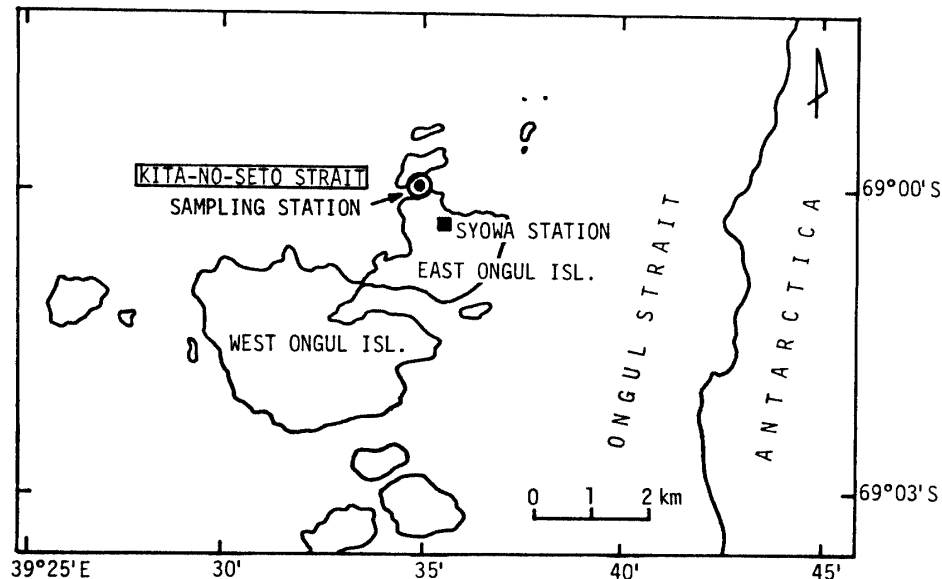 KITA-NO-SETO STRAIT
SAMPLING STATION
SYOWA STATION
EAST ONGUL ISL.
WEST ONGUL ISL.
ONGUL STRAIT
ANTARCTICA
69°00'S
69°03'S
0 1 2 km
39°25'E 30' 35' 40' 45'